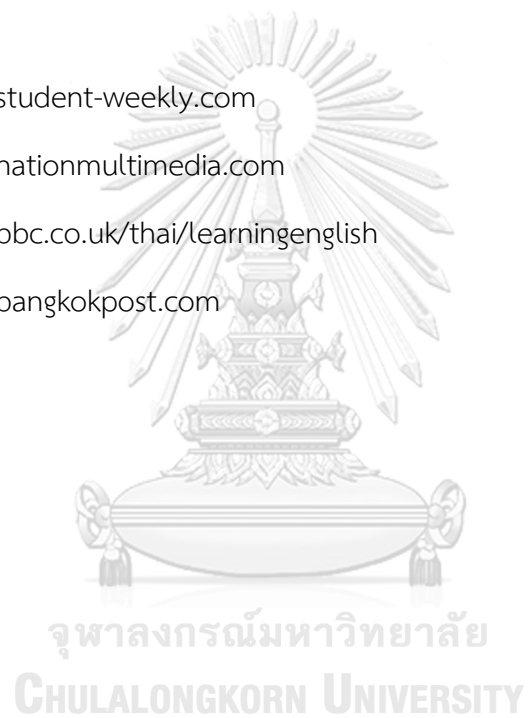 student-weekly.com
nationmultimedia.com
bbc.co.uk/thai/learningenglish
bangkokpost.com
จุฬาลงกรณ์มหาวิทยาลัย
CHULALONGKORN UNIVERSITY